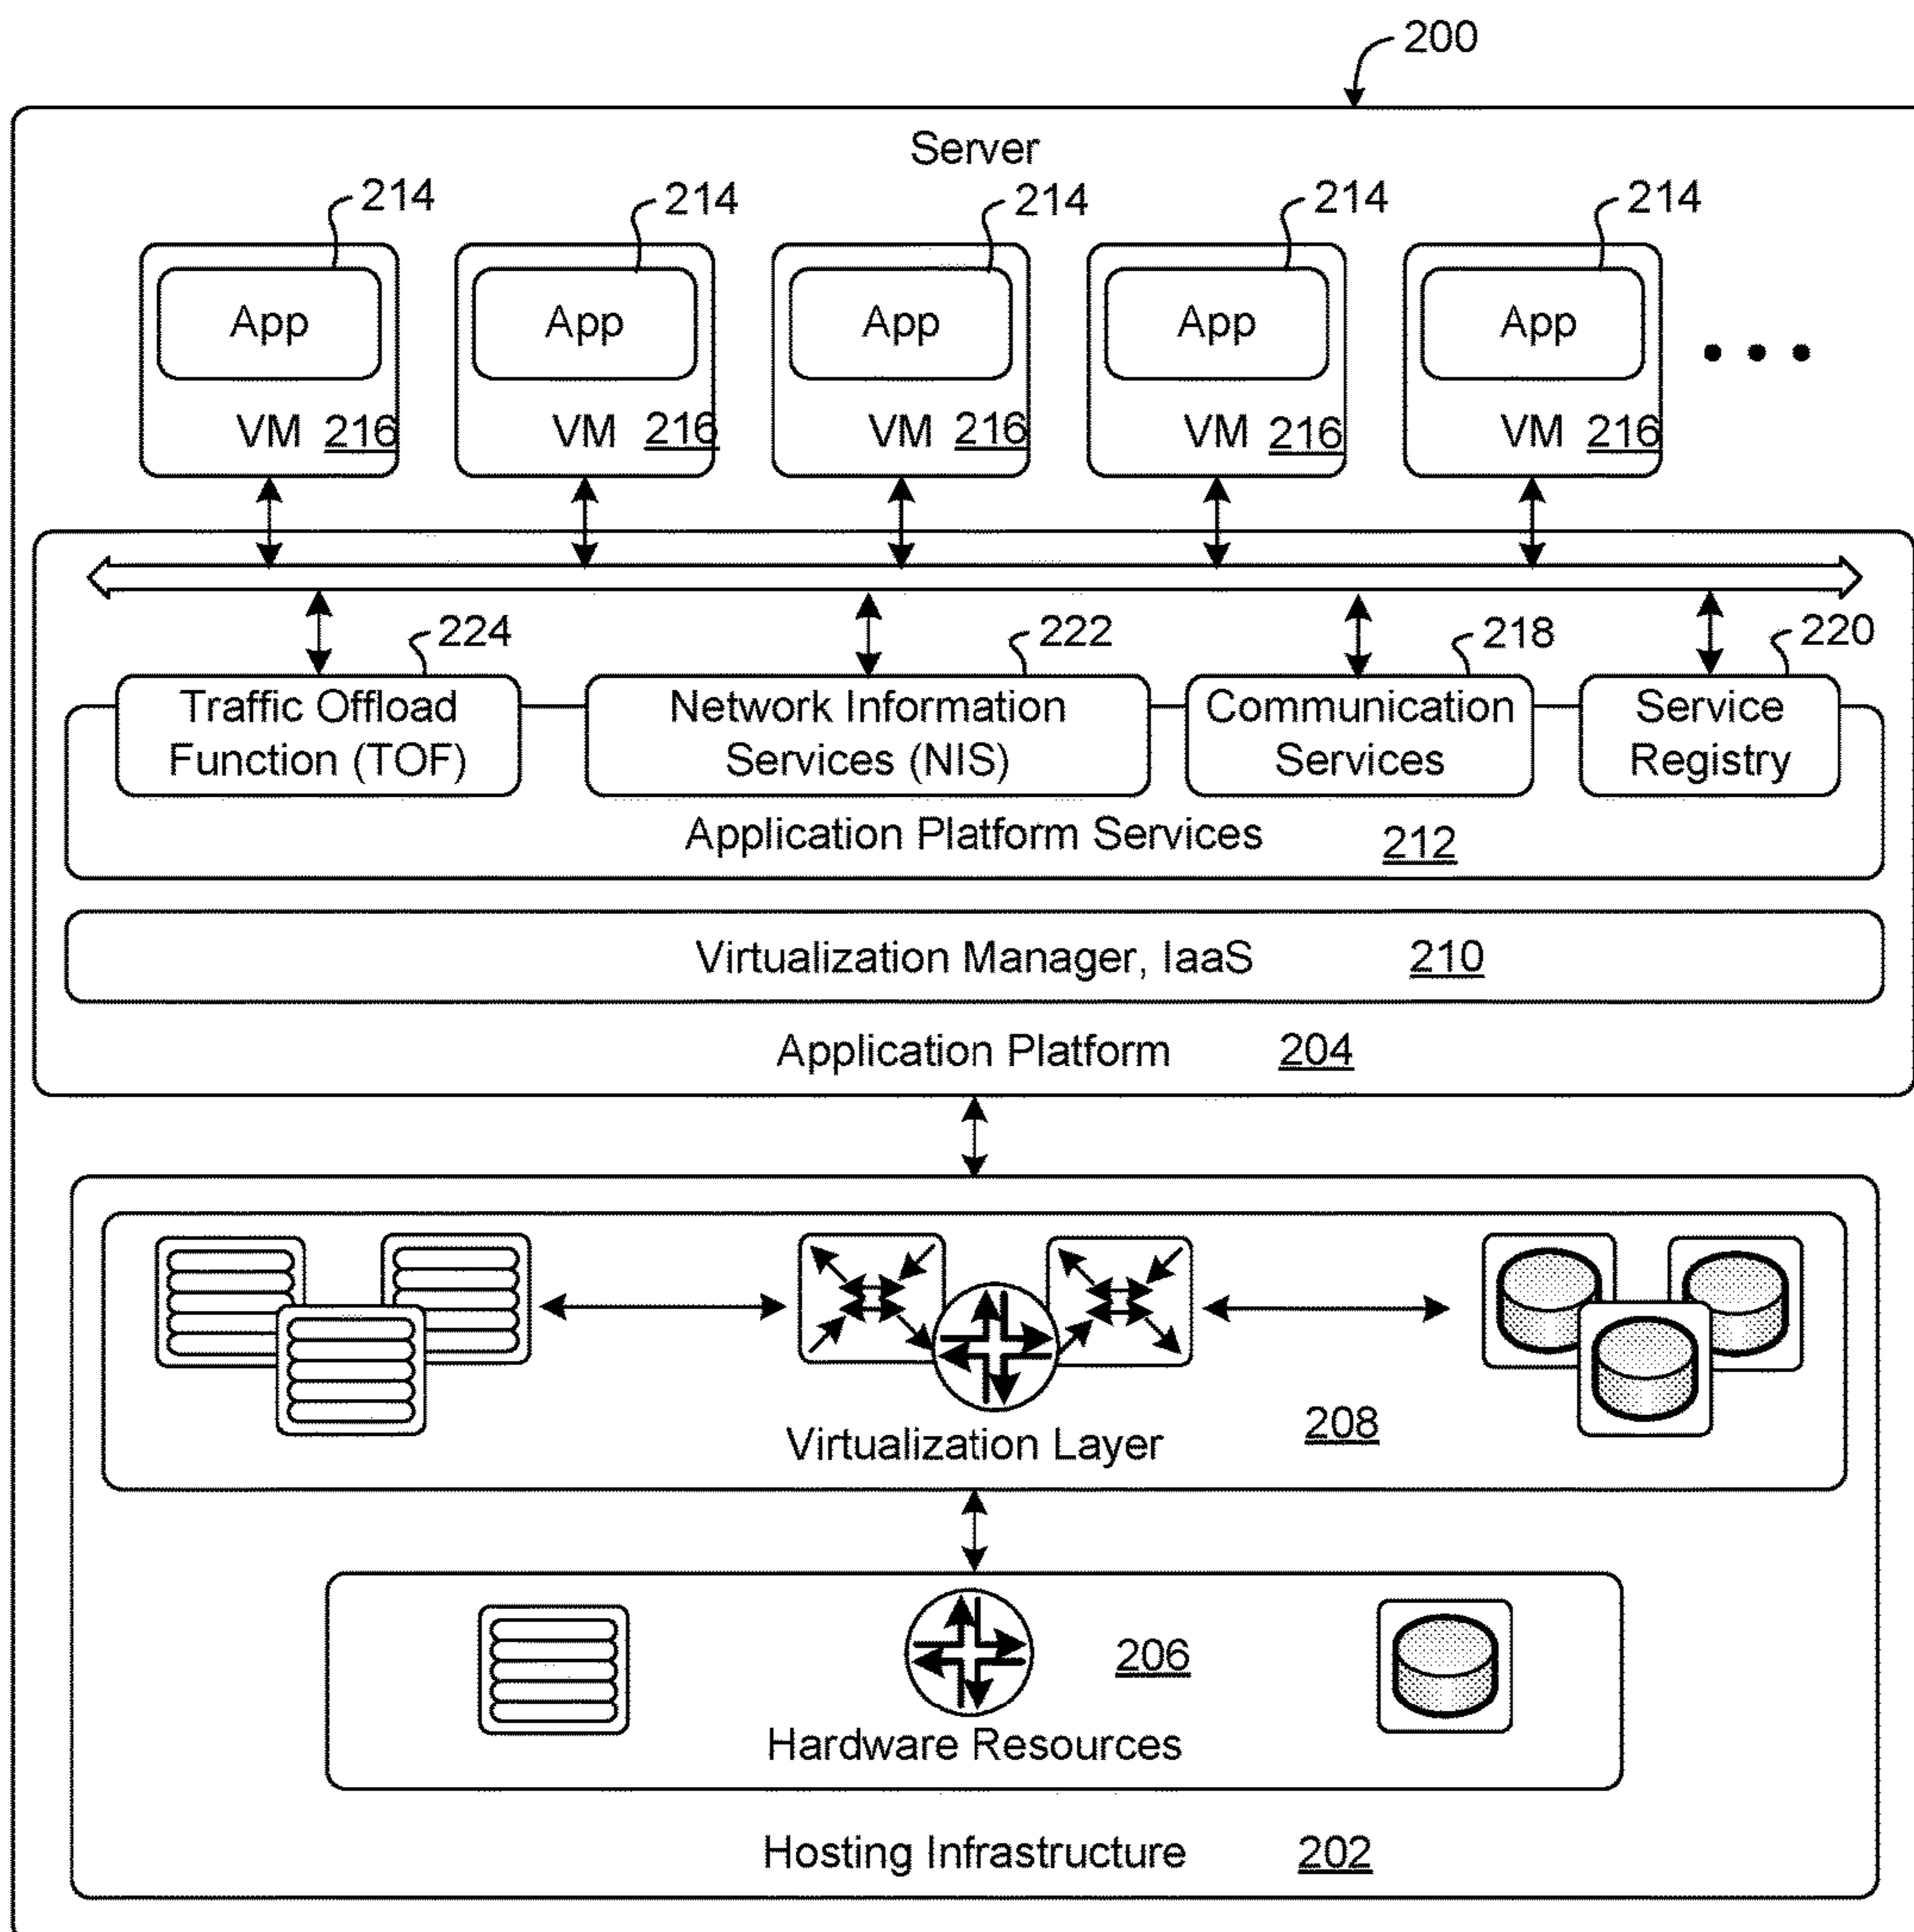 200
Server
214 214 214 214 214
App App App App App
VM 216 VM 216 VM 216 VM 216 VM 216
224 222 218 220
Traffic Offload
Function (TOF)
Network Information
Services (NIS)
Communication
Services
Service
Registry
Application Platform Services 212
Virtualization Manager, IaaS 210
Application Platform 204
Virtualization Layer 208
206
Hardware Resources
Hosting Infrastructure 202